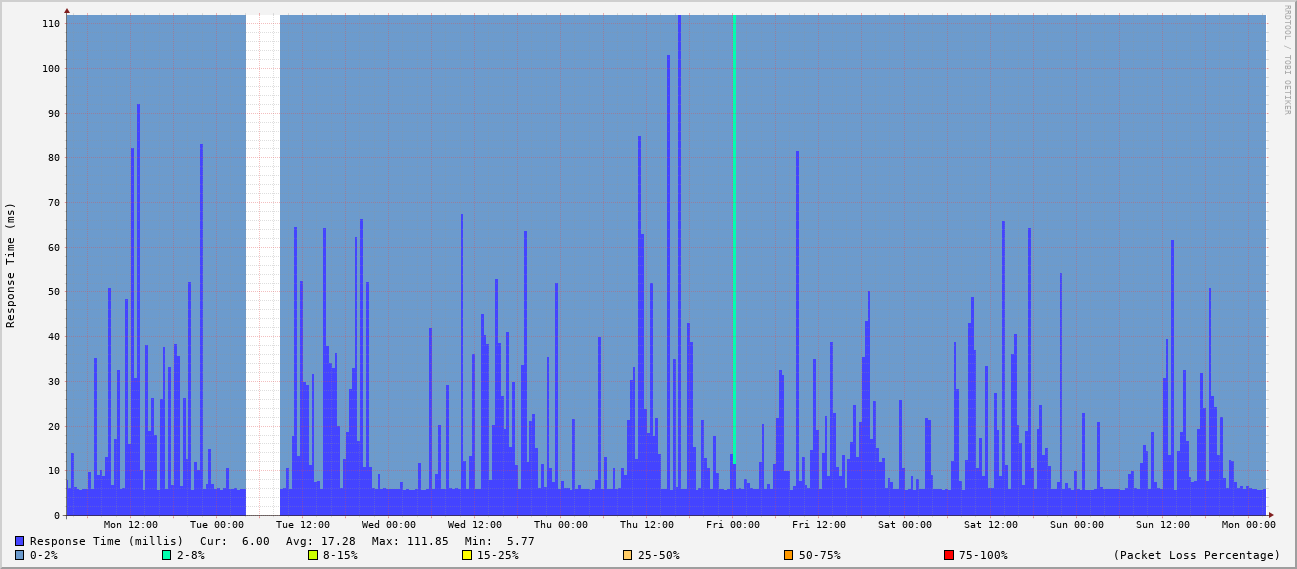 RRDTOOL / TOBI OETIKER
Response Time (ms)
110
100
90
80
70
60
50
40
30
20
10
0
Mon 12:00 Tue 00:00 Tue 12:00 Wed 00:00 Wed 12:00 Thu 00:00 Thu 12:00 Fri 00:00 Fri 12:00 Sat 00:00 Sat 12:00 Sun 00:00 Sun 12:00 Mon 00:00
Response Time (millis) Cur: 6.00 Avg: 17.28 Max: 111.85 Min: 5.77
0-2% 2-8% 8-15% 15-25% 25-50% 50-75% 75-100% (Packet Loss Percentage)